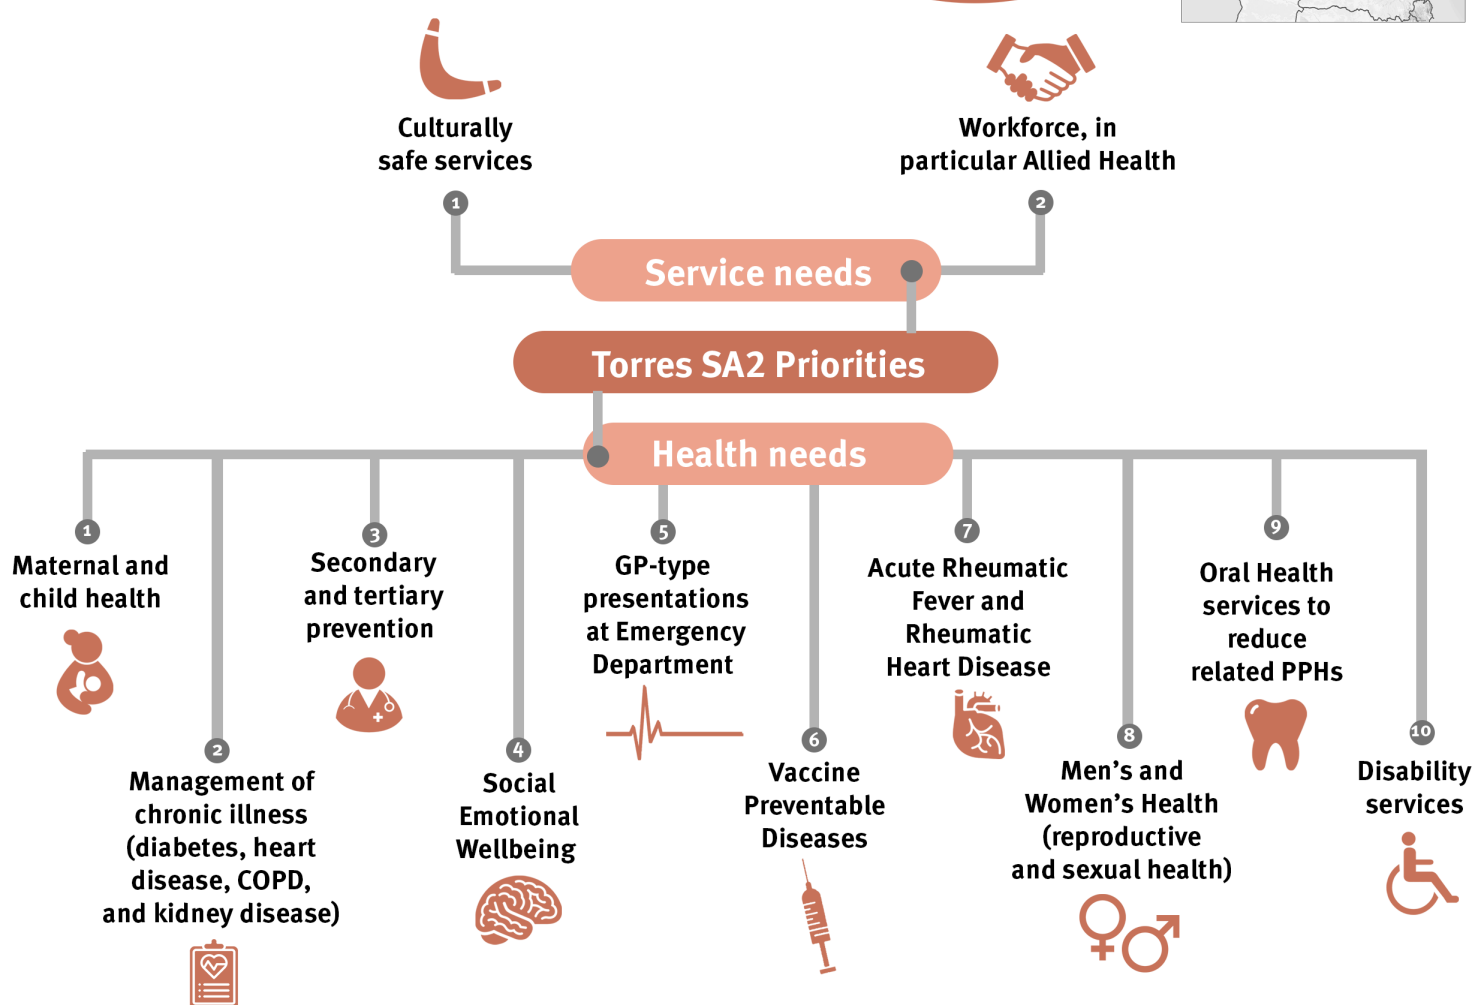 Culturally
safe services
Workforce, in
particular Allied Health
1
2
Service needs
Torres SA2 Priorities
Health needs
1
Maternal and
child health
2
Management of
chronic illness
(diabetes, heart
disease, COPD,
and kidney disease)
3
Secondary
and tertiary
prevention
4
Social
Emotional
Wellbeing
5
GP-type
presentations
at Emergency
Department
6
Vaccine
Preventable
Diseases
7
Acute Rheumatic
Fever and
Rheumatic
Heart Disease
8
Men’s and
Women’s Health
(reproductive
and sexual health)
9
Oral Health
services to
reduce
related PPHs
10
Disability
services